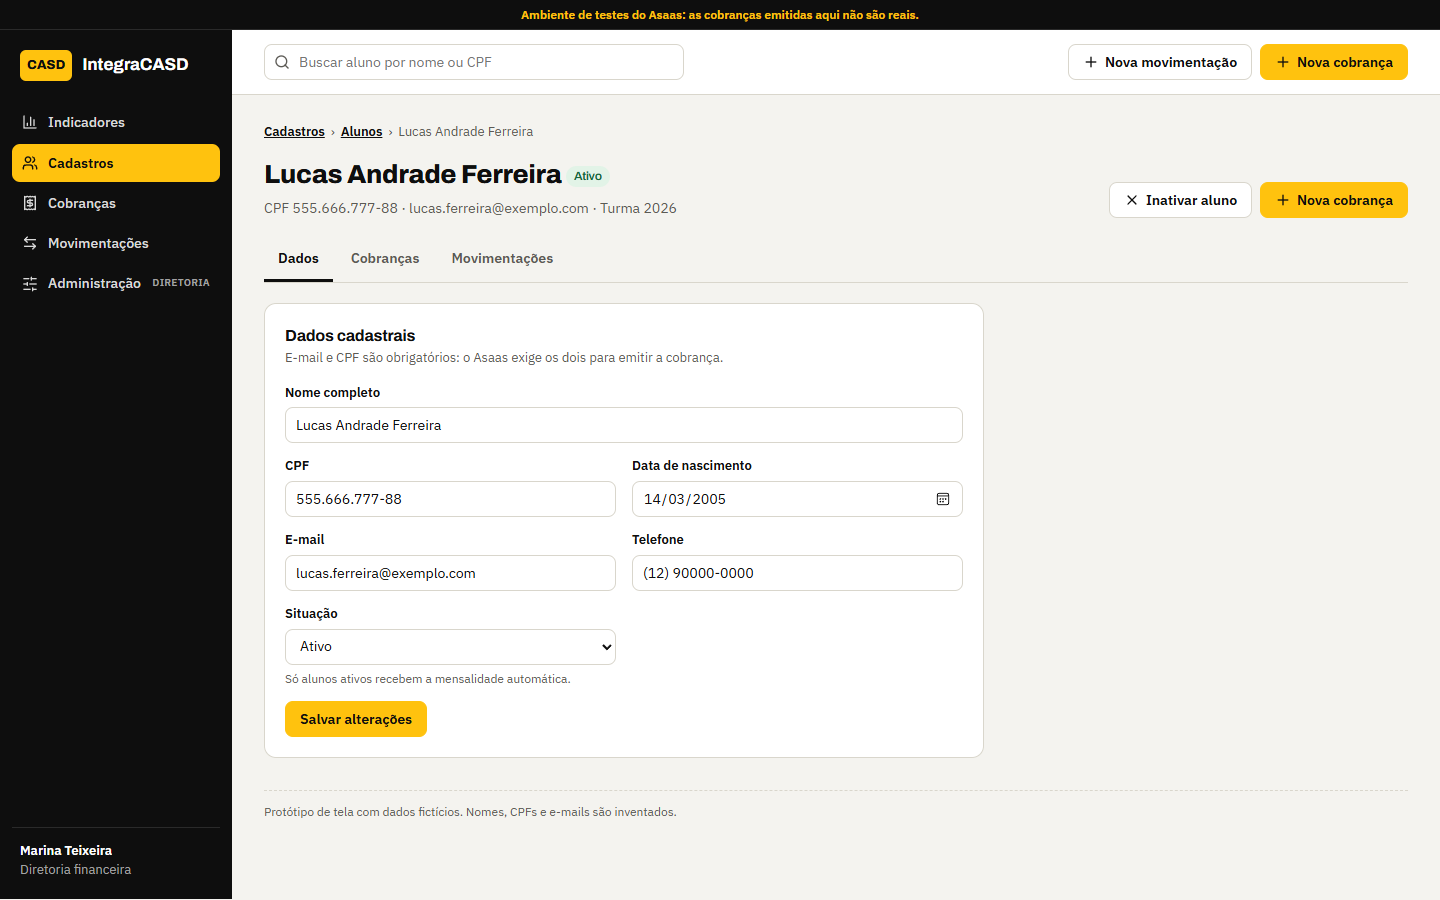 Ambiente de testes do Asaas: as cobranças emitidas aqui não são reais.
CASD IntegraCASD
Buscar aluno por nome ou CPF
Nova movimentação
Nova cobrança
Indicadores
Cadastros
Cobranças
Movimentações
Administração DIRETORIA
Cadastros › Alunos › Lucas Andrade Ferreira
Lucas Andrade Ferreira Ativo
CPF 555.666.777-88 · lucas.ferreira@exemplo.com · Turma 2026
Inativar aluno
Nova cobrança
Dados Cobranças Movimentações
Dados cadastrais
E-mail e CPF são obrigatórios: o Asaas exige os dois para emitir a cobrança.
Nome completo
Lucas Andrade Ferreira
CPF
555.666.777-88
Data de nascimento
14/03/2005
E-mail
lucas.ferreira@exemplo.com
Telefone
(12) 90000-0000
Situação
Ativo
Só alunos ativos recebem a mensalidade automática.
Salvar alterações
Protótipo de tela com dados fictícios. Nomes, CPFs e e-mails são inventados.
Marina Teixeira
Diretoria financeira